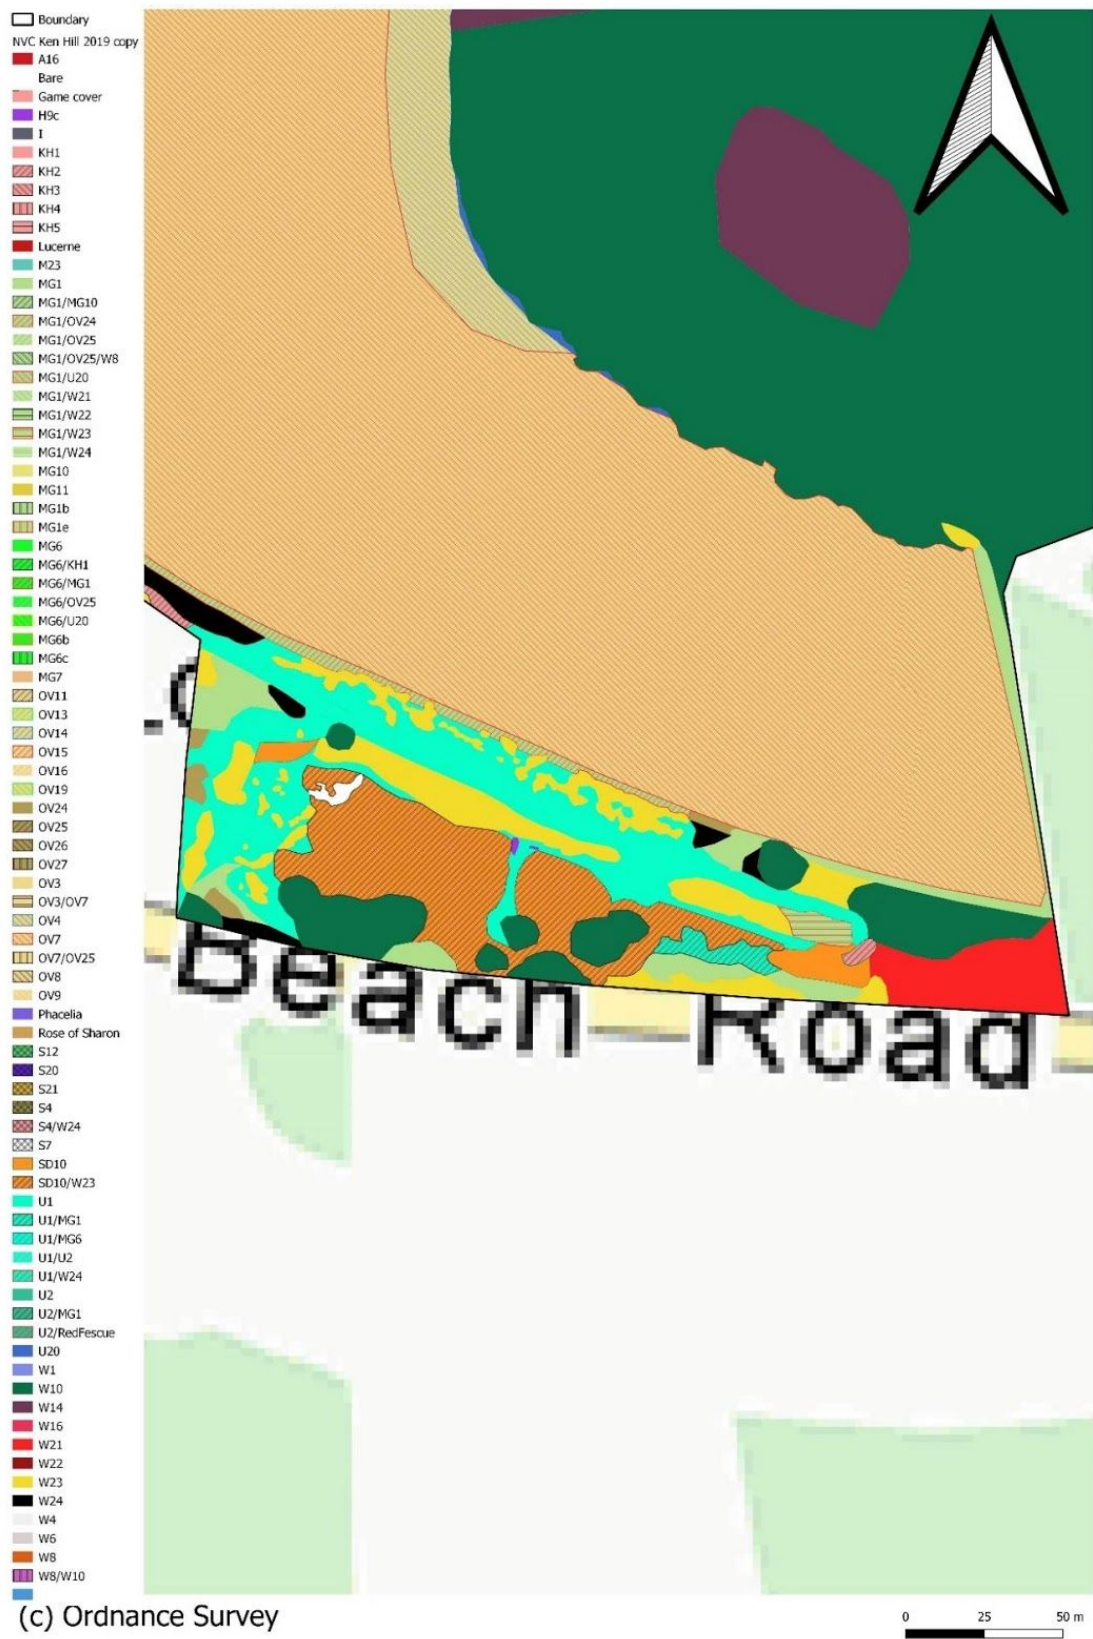 Boundary
NVC Ken Hill 2019 copy
A16
Bare
Game cover
H9c
I
KH1
KH2
KH3
KH4
KH5
Lucerne
M23
MG1
MG1/MG10
MG1/OV24
MG1/OV25
MG1/OV25/W8
MG1/U20
MG1/W21
MG1/W22
MG1/W23
MG1/W24
MG10
MG11
MG1b
MG1e
MG6
MG6/KH1
MG6/MG1
MG6/OV25
MG6/U20
MG6b
MG6c
MG7
OV11
OV13
OV14
OV15
OV16
OV19
OV24
OV25
OV26
OV27
OV3
OV3/OV7
OV4
OV7
OV7/OV25
OV8
OV9
Phacelia
Rose of Sharon
S12
S20
S21
S4
S4/W24
S7
SD10
SD10/W23
U1
U1/MG1
U1/MG6
U1/U2
U1/W24
U2
U2/MG1
U2/RedFescue
U20
W1
W10
W14
W16
W21
W22
W23
W24
W4
W6
W8
W8/W10
Beach Road
(c) Ordnance Survey
0 25 50 m